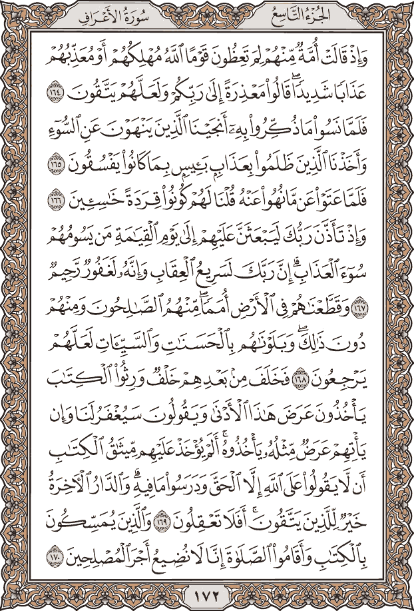 الجزء التاسع
سورة الأعراف
وَإِذْ قَالَتْ أُمَّةٌ مِّنْهُمْ لِمَ تَعِظُونَ قَوْمًا ٱللَّهُ مُهْلِكُهُمْ أَوْ مُعَذِّبُهُمْ
عَذَابًا شَدِيدًا ۖ قَالُوا۟ مَعْذِرَةً إِلَىٰ رَبِّكُمْ وَلَعَلَّهُمْ يَتَّقُونَ ١٦٤
فَلَمَّا نَسُوا۟ مَا ذُكِّرُوا۟ بِهِۦٓ أَنجَيْنَا ٱلَّذِينَ يَنْهَوْنَ عَنِ ٱلسُّوٓءِ
وَأَخَذْنَا ٱلَّذِينَ ظَلَمُوا۟ بِعَذَابٍۭ بَـِٔيسٍۭ بِمَا كَانُوا۟ يَفْسُقُونَ ١٦٥
فَلَمَّا عَتَوْا۟ عَن مَّا نُهُوا۟ عَنْهُ قُلْنَا لَهُمْ كُونُوا۟ قِرَدَةً خَـٰسِـِٔينَ ١٦٦
وَإِذْ تَأَذَّنَ رَبُّكَ لَيَبْعَثَنَّ عَلَيْهِمْ إِلَىٰ يَوْمِ ٱلْقِيَـٰمَةِ مَن يَسُومُهُمْ
سُوٓءَ ٱلْعَذَابِ ۗ إِنَّ رَبَّكَ لَسَرِيعُ ٱلْعِقَابِ ۖ وَإِنَّهُۥ لَغَفُورٌ رَّحِيمٌ
١٦٧ وَقَطَّعْنَـٰهُمْ فِى ٱلْأَرْضِ أُمَمًا ۖ مِّنْهُمُ ٱلصَّـٰلِحُونَ وَمِنْهُمْ
دُونَ ذَٰلِكَ ۖ وَبَلَوْنَـٰهُم بِٱلْحَسَنَـٰتِ وَٱلسَّيِّـَٔاتِ لَعَلَّهُمْ
يَرْجِعُونَ ١٦٨ فَخَلَفَ مِنۢ بَعْدِهِمْ خَلْفٌ وَرِثُوا۟ ٱلْكِتَـٰبَ
يَأْخُذُونَ عَرَضَ هَـٰذَا ٱلْأَدْنَىٰ وَيَقُولُونَ سَيُغْفَرُ لَنَا وَإِن
يَأْتِهِمْ عَرَضٌ مِّثْلُهُۥ يَأْخُذُوهُ ۚ أَلَمْ يُؤْخَذْ عَلَيْهِم مِّيثَـٰقُ ٱلْكِتَـٰبِ
أَن لَّا يَقُولُوا۟ عَلَى ٱللَّهِ إِلَّا ٱلْحَقَّ وَدَرَسُوا۟ مَا فِيهِ ۗ وَٱلدَّارُ ٱلْـَٔاخِرَةُ
خَيْرٌ لِّلَّذِينَ يَتَّقُونَ ۗ أَفَلَا تَعْقِلُونَ ١٦٩ وَٱلَّذِينَ يُمَسِّكُونَ
بِٱلْكِتَـٰبِ وَأَقَامُوا۟ ٱلصَّلَوٰةَ إِنَّا لَا نُضِيعُ أَجْرَ ٱلْمُصْلِحِينَ ١٧٠
١٧٢